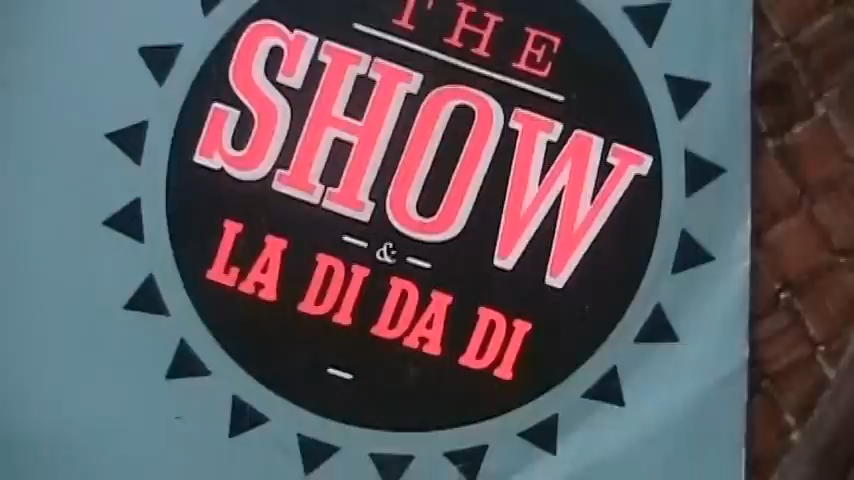 THE
SHOW
- & -
LA DI DA DI
-